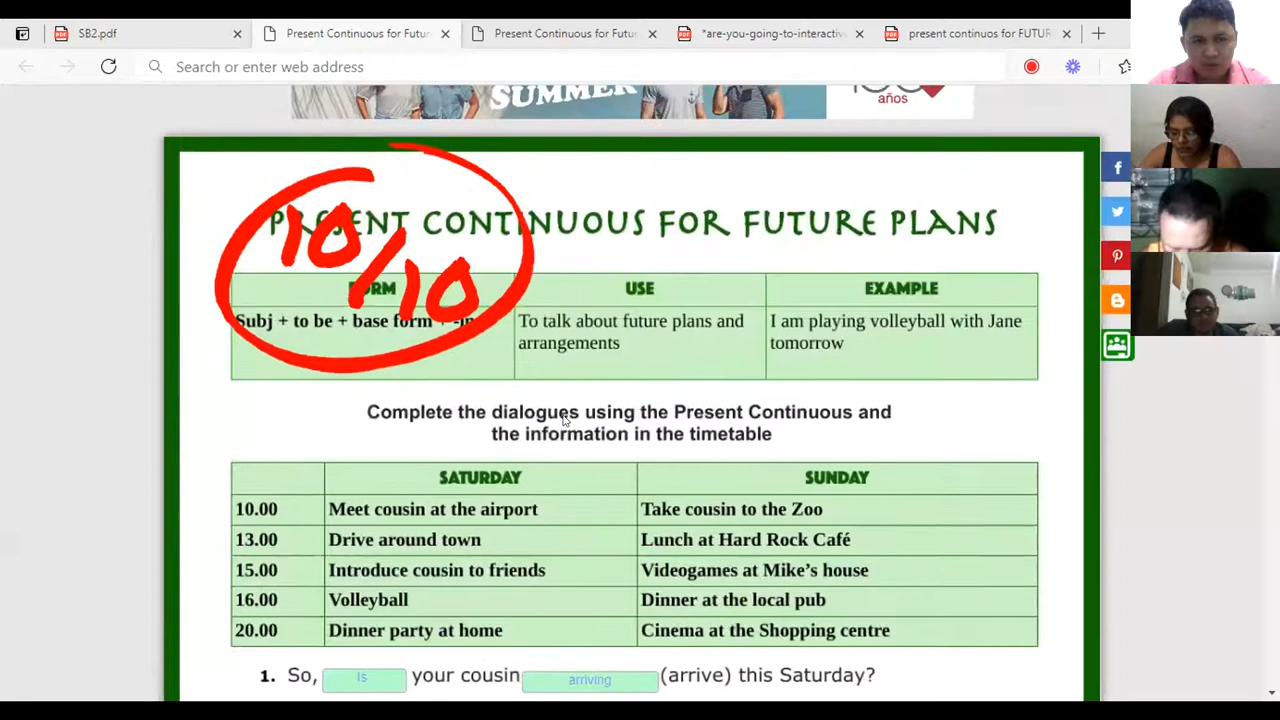 SB2.pdf
Present Continuous for Futur
Present Continuous for Futu
*are-you-going-to-interactiv
present continuos for FUTUR
Search or enter web address
SUMMER
años
PRESENT CONTINUOUS FOR FUTURE PLANS
10/10
FORM USE EXAMPLE
Subj + to be + base form + -in
To talk about future plans and
arrangements
I am playing volleyball with Jane
tomorrow
Complete the dialogues using the Present Continuous and
the information in the timetable
SATURDAY SUNDAY
10.00 Meet cousin at the airport Take cousin to the Zoo
13.00 Drive around town Lunch at Hard Rock Café
15.00 Introduce cousin to friends Videogames at Mike's house
16.00 Volleyball Dinner at the local pub
20.00 Dinner party at home Cinema at the Shopping centre
1. So, Is your cousin arriving (arrive) this Saturday?